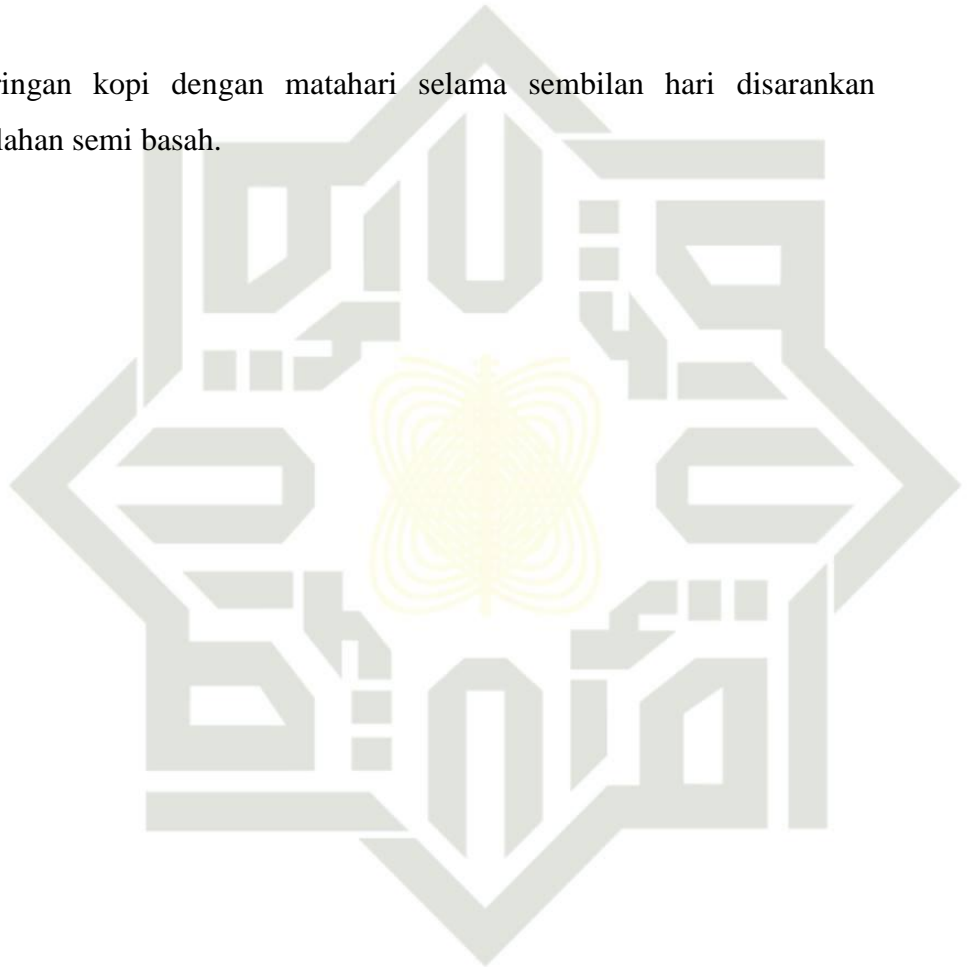 ringan kopi dengan matahari selama sembilan hari disarankan
lahan semi basah.